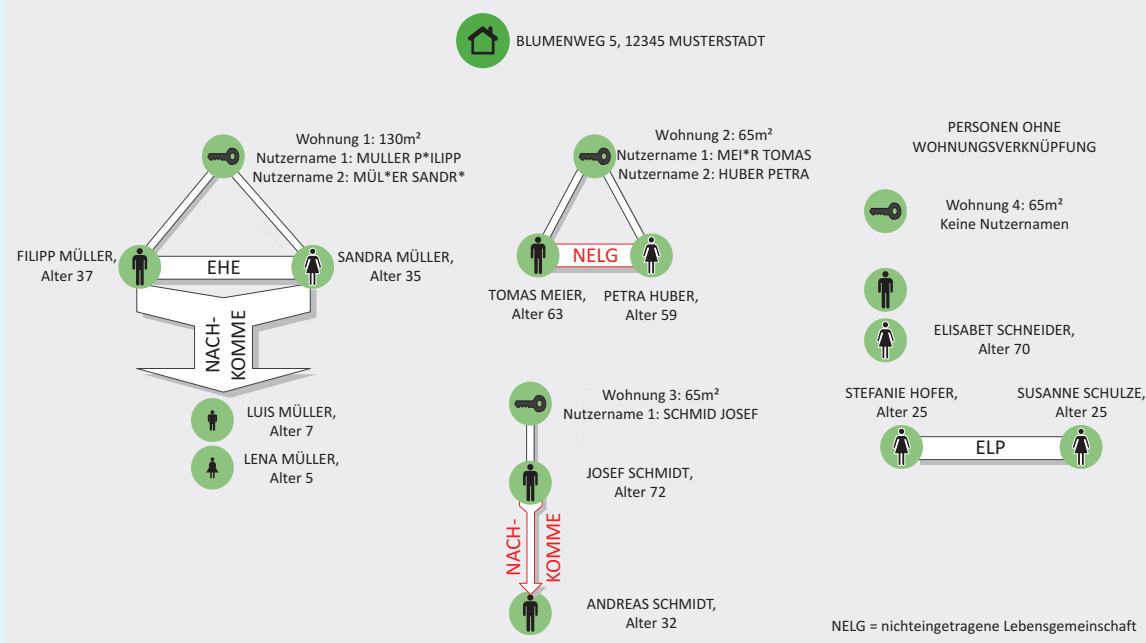 BLUMENWEG 5, 12345 MUSTERSTADT
Wohnung 1: 130m²
Nutzername 1: MULLER P*ILIPP
Nutzername 2: MÜL*ER SANDR*
FILIPP MÜLLER,
Alter 37
EHE
SANDRA MÜLLER,
Alter 35
NACH-
KOMME
LUIS MÜLLER,
Alter 7
LENA MÜLLER,
Alter 5
Wohnung 2: 65m²
Nutzername 1: MEI*R TOMAS
Nutzername 2: HUBER PETRA
NELG
TOMAS MEIER,
Alter 63
PETRA HUBER,
Alter 59
Wohnung 3: 65m²
Nutzername 1: SCHMID JOSEF
JOSEF SCHMIDT,
Alter 72
NACH-
KOMME
ANDREAS SCHMIDT,
Alter 32
PERSONEN OHNE
WOHNUNGSVERKNÜPFUNG
Wohnung 4: 65m²
Keine Nutzernamen
ELISABET SCHNEIDER,
Alter 70
STEFANIE HOFER,
Alter 25
SUSANNE SCHULZE,
Alter 25
ELP
NELG = nichteingetragene Lebensgemeinschaft